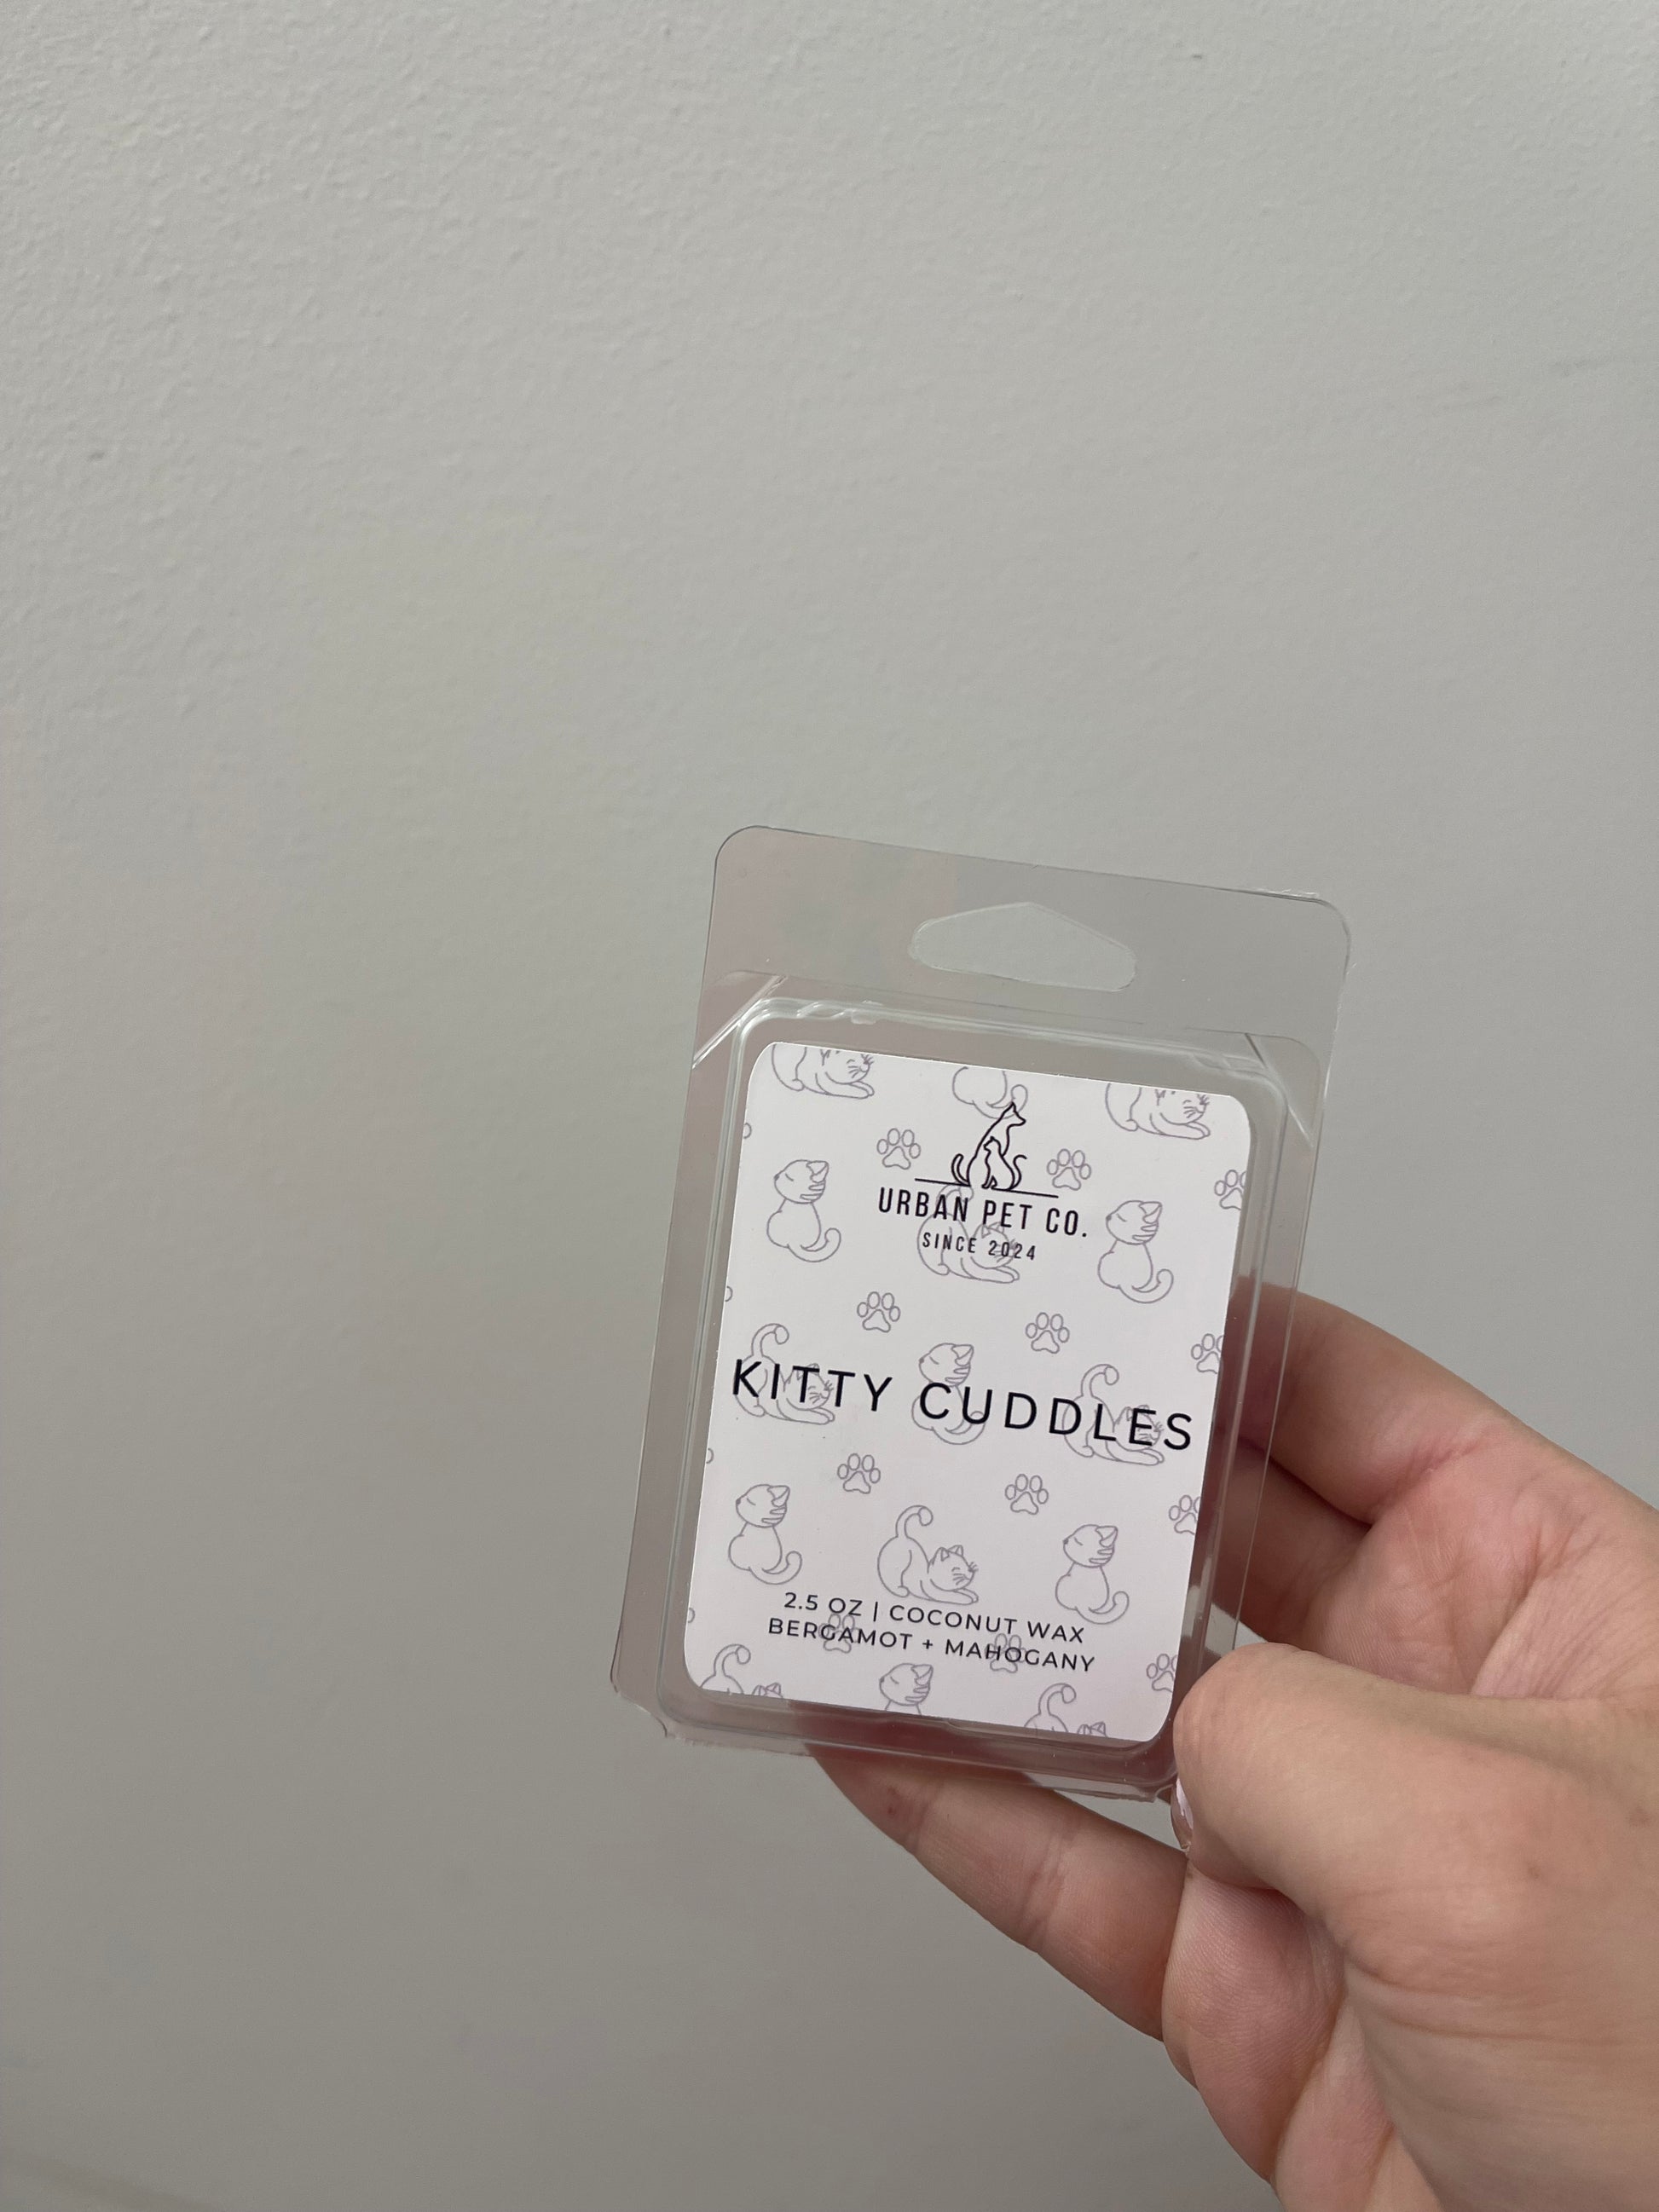 URBAN PET CO.
SINCE 2024
KITTY CUDDLES
2.5 OZ | COCONUT WAX
BERGAMOT + MAHOGANY